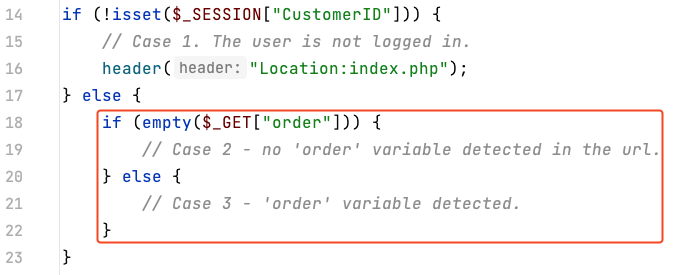 14 if (!isset($_SESSION["CustomerID"])) {
15     // Case 1. The user is not logged in.
16     header( header: "Location:index.php");
17 } else {
18     if (empty($_GET["order"])) {
19         // Case 2 - no 'order' variable detected in the url.
20     } else {
21         // Case 3 - 'order' variable detected.
22     }
23 }